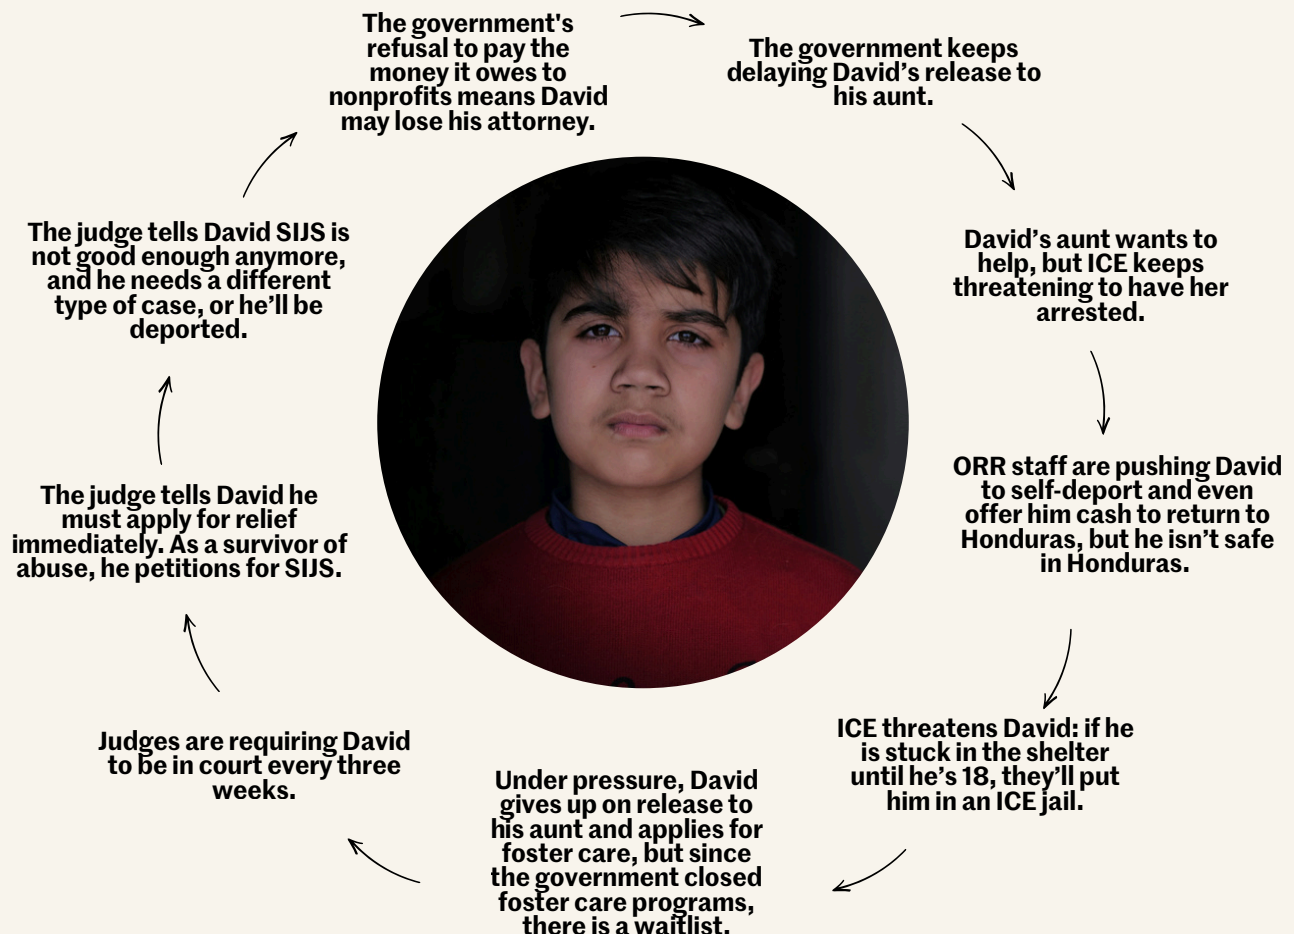 The government's
refusal to pay the
money it owes to
nonprofits means David
may lose his attorney.
The government keeps
delaying David’s release to
his aunt.
David’s aunt wants to
help, but ICE keeps
threatening to have her
arrested.
ORR staff are pushing David
to self-deport and even
offer him cash to return to
Honduras, but he isn’t safe
in Honduras.
ICE threatens David: if he
is stuck in the shelter
until he’s 18, they’ll put
him in an ICE jail.
Under pressure, David
gives up on release to
his aunt and applies for
foster care, but since
the government closed
foster care programs,
there is a waitlist.
Judges are requiring David
to be in court every three
weeks.
The judge tells David he
must apply for relief
immediately. As a survivor of
abuse, he petitions for SIJS.
The judge tells David SIJS is
not good enough anymore,
and he needs a different
type of case, or he’ll be
deported.